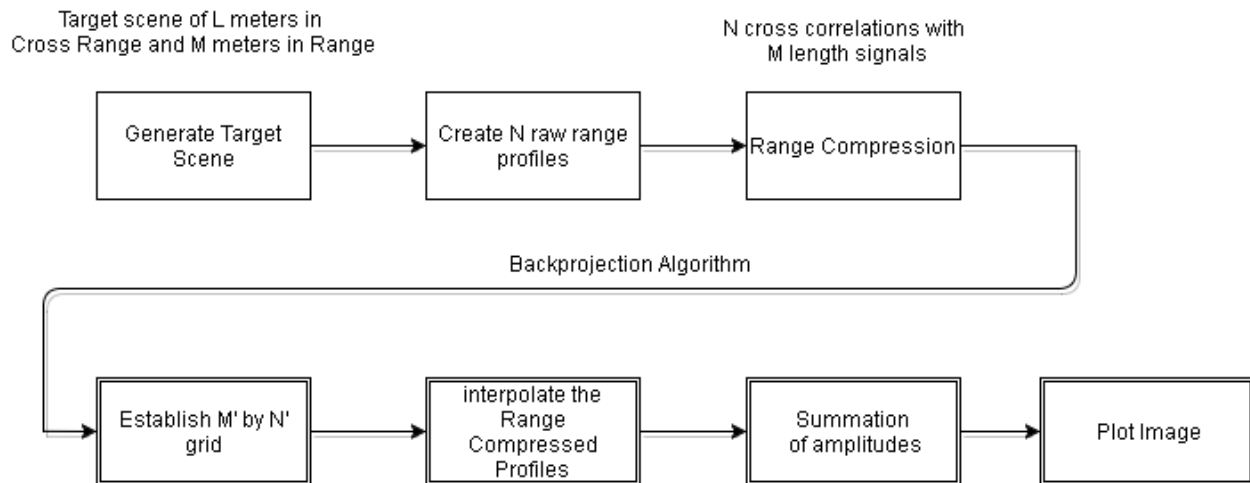 Target scene of L meters in
Cross Range and M meters in Range
N cross correlations with
M length signals
Generate Target
Scene
Create N raw range
profiles
Range Compression
Backprojection Algorithm
Establish M' by N'
grid
interpolate the
Range
Compressed
Profiles
Summation
of amplitudes
Plot Image